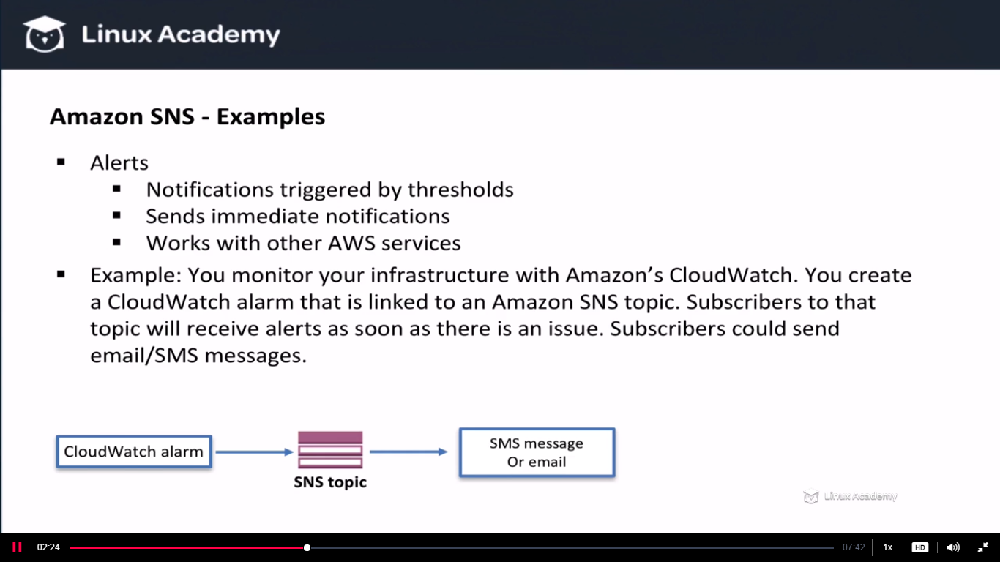 Linux Academy
Amazon SNS - Examples
▪ Alerts
▪ Notifications triggered by thresholds
▪ Sends immediate notifications
▪ Works with other AWS services
▪ Example: You monitor your infrastructure with Amazon’s CloudWatch. You create
a CloudWatch alarm that is linked to an Amazon SNS topic. Subscribers to that
topic will receive alerts as soon as there is an issue. Subscribers could send
email/SMS messages.
CloudWatch alarm
SNS topic
SMS message
Or email
Linux Academy
02:24
07:42
1x
HD